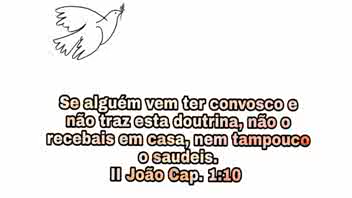 Se alguém vem ter convosco e
não traz esta doutrina, não o
recebais em casa, nem tampouco
o saudeis.
II João Cap. 1:10